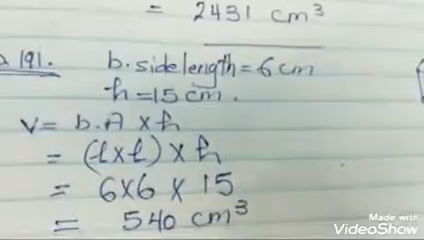 = 2431 cm³
191. b. side length = 6 cm
h = 15 cm.
V = b.A × h
= (l×l) × h
= 6×6 × 15
= 540 cm³
Made with
VideoShow